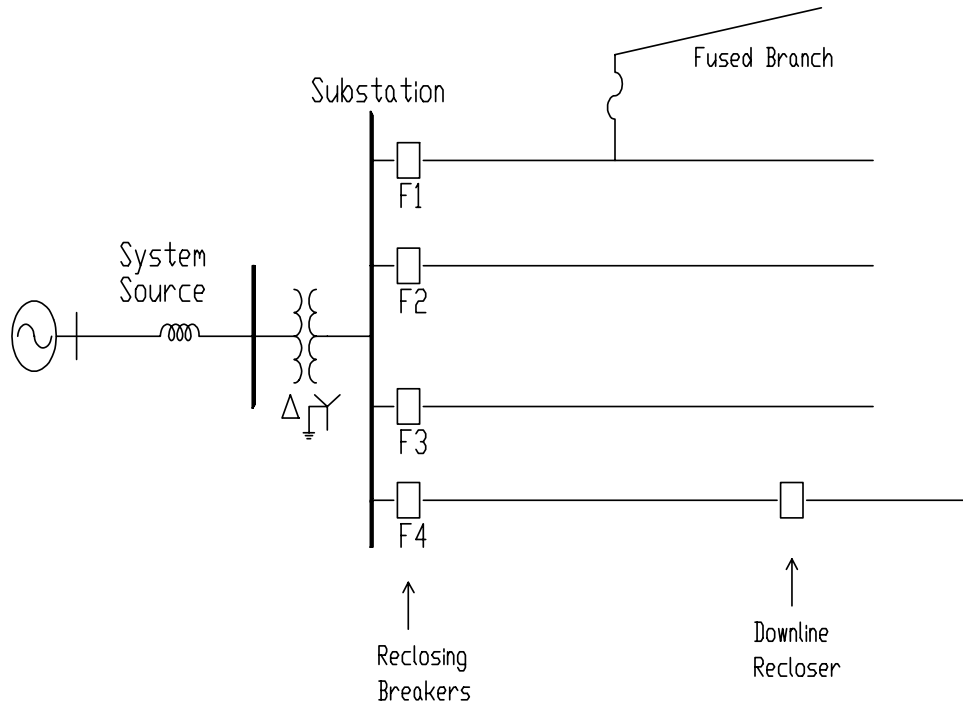 Fused Branch
Substation
F1
System
Source
F2
F3
F4
Downline
Recloser
Reclosing
Breakers